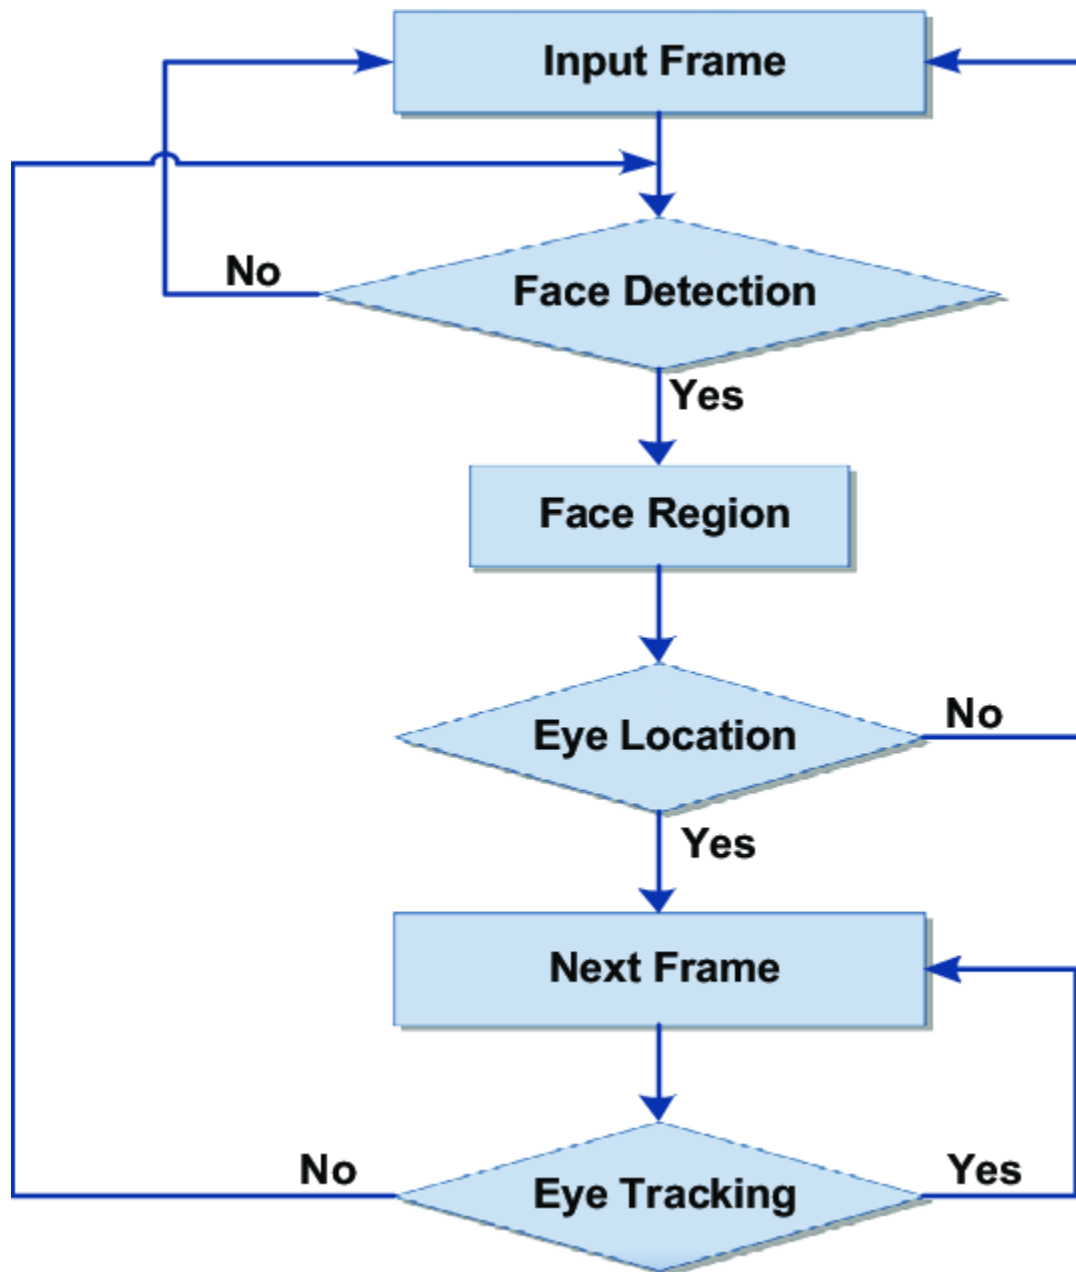 Input Frame
No
Face Detection
Yes
Face Region
Eye Location
No
Yes
Next Frame
No
Eye Tracking
Yes